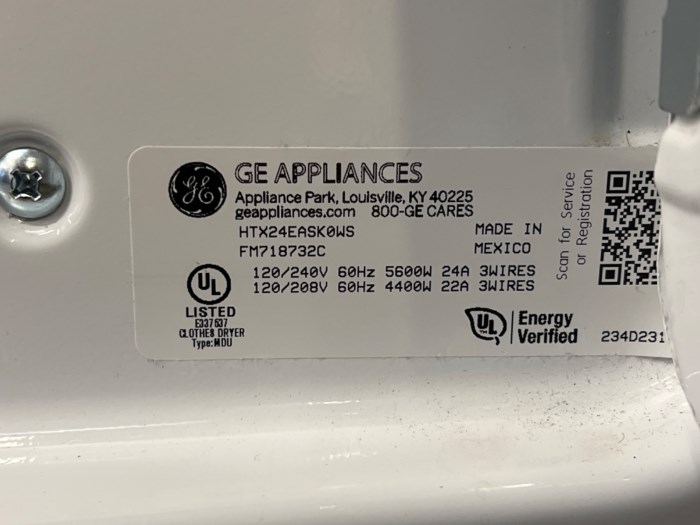 GE APPLIANCES
Appliance Park, Louisville, KY 40225
geappliances.com 800-GE CARES
HTX24EASK0WS
FM718732C
MADE IN
MEXICO
120/240V 60Hz 5600W 24A 3WIRES
120/208V 60Hz 4400W 22A 3WIRES
UL
LISTED
E337637
CLOTHES DRYER
Type:MDU
UL
Energy
Verified
Scan for Service
or Registration
234D231